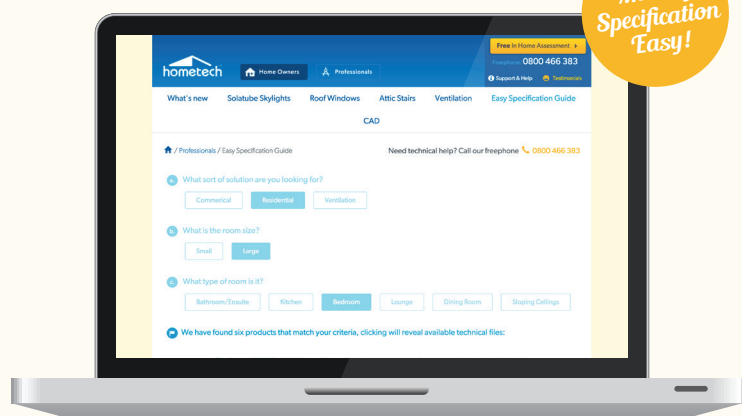 Specification
Easy!
Free In Home Assessment
hometech
Home Owners
Professionals
Freephone 0800 466 383
Support & Help
Testimonials
What's new
Solatube Skylights
Roof Windows
Attic Stairs
Ventilation
Easy Specification Guide
CAD
/ Professionals / Easy Specification Guide
Need technical help? Call our freephone 0800 466 383
a. What sort of solution are you looking for?
Commerical
Residential
Ventilation
b. What is the room size?
Small
Large
c. What type of room is it?
Bathroom/Ensuite
Kitchen
Bedroom
Lounge
Dining Room
Sloping Ceilings
We have found six products that match your criteria, clicking will reveal available technical files: